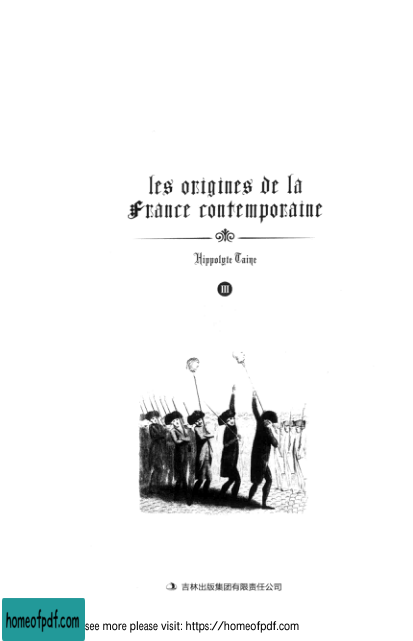 les origines de la
France contemporaine
Hippolyte Taine
III
吉林出版集团有限责任公司
homeofpdf.com
see more please visit: https://homeofpdf.com